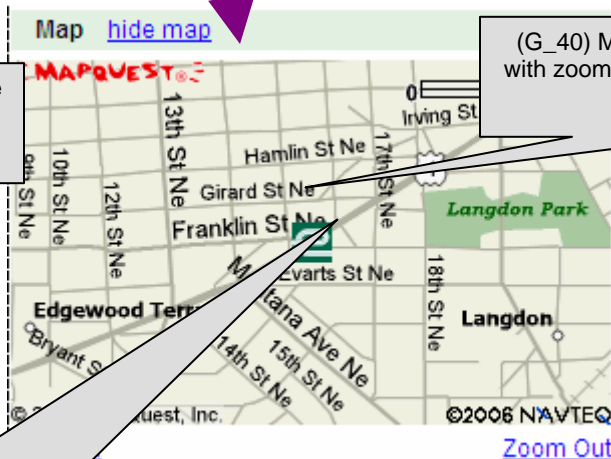 Map hide map
(G_40) M
with zoom
MAPQUEST
0
Irving St
13th St Ne
Hamlin St Ne
17th St Ne
10th St Ne
12th St Ne
Girard St Ne
Langdon Park
St Ne
Franklin St Ne
Evarts St Ne
18th St Ne
Montana Ave Ne
Edgewood Terr
Langdon
Bryant S
14th St Ne
15th St Ne
©
uest, Inc.
©2006 NAVTEQ
Zoom Out